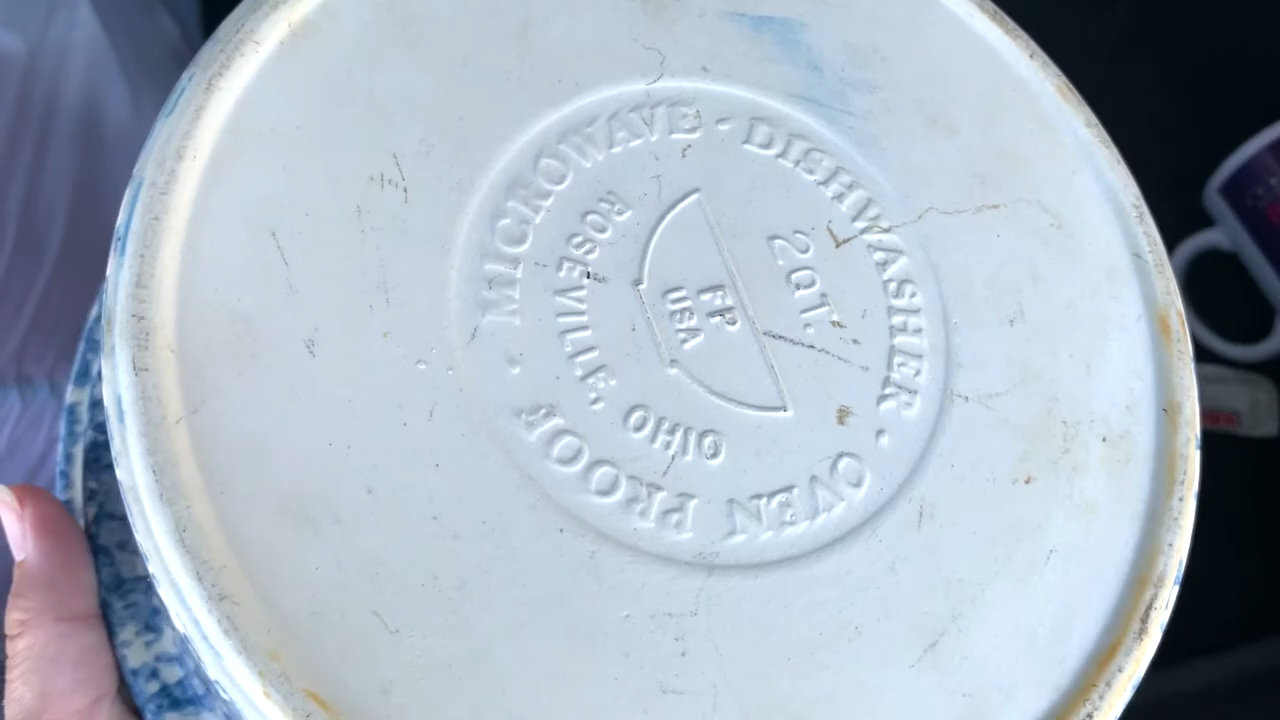 MICROWAVE · DISHWASHER · OVEN PROOF ·
2 QT.
FP
USA
ROSEVILLE, OHIO